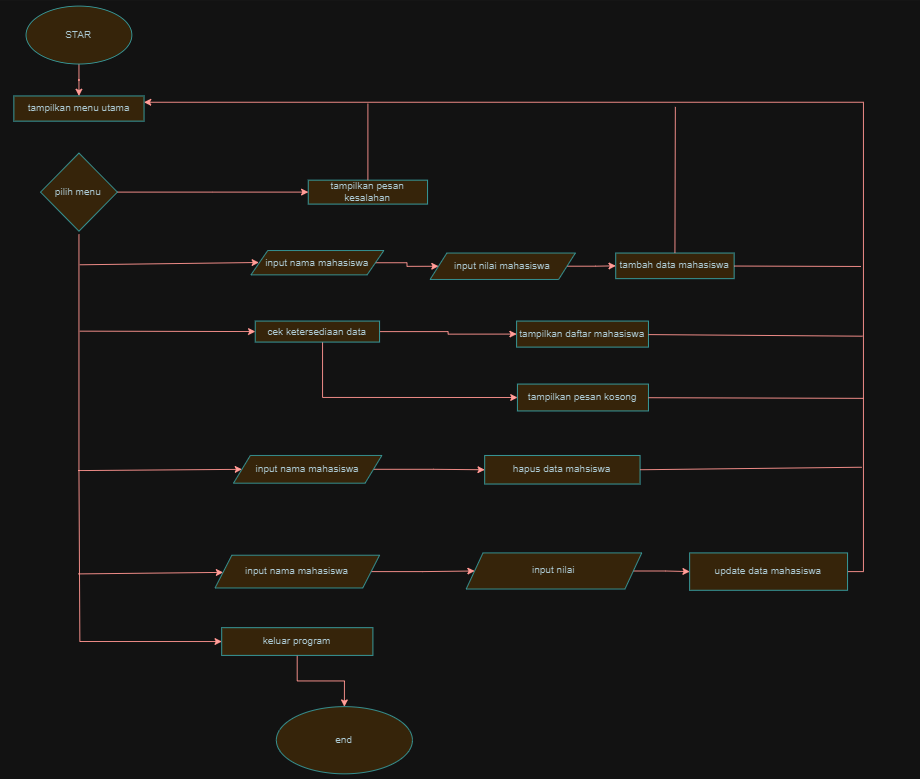 STAR
tampilkan menu utama
pilih menu
tampilkan pesan
kesalahan
input nama mahasiswa
input nilai mahasiswa
tambah data mahasiswa
cek ketersediaan data
tampilkan daftar mahasiswa
tampilkan pesan kosong
input nama mahasiswa
hapus data mahsiswa
input nama mahasiswa
input nilai
update data mahasiswa
keluar program
end